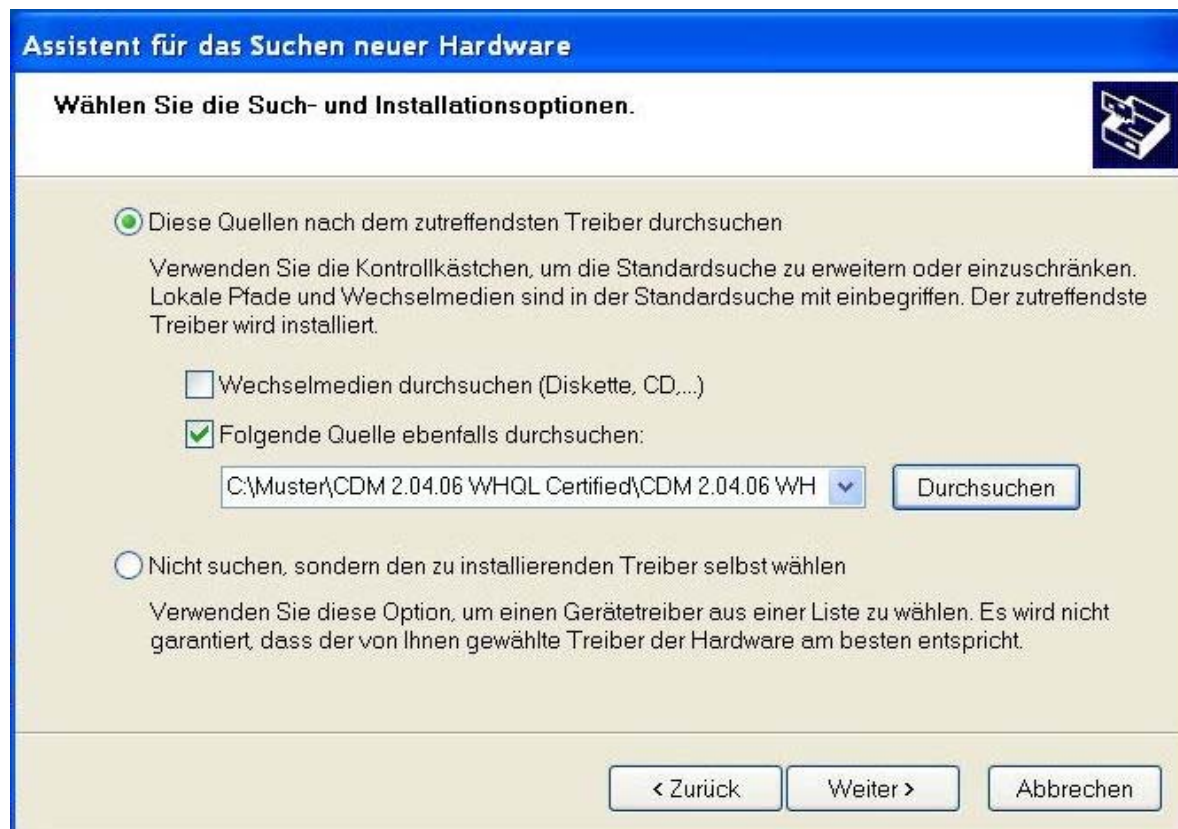 Assistent für das Suchen neuer Hardware
Wählen Sie die Such- und Installationsoptionen.
Diese Quellen nach dem zutreffendsten Treiber durchsuchen
Verwenden Sie die Kontrollkästchen, um die Standardsuche zu erweitern oder einzuschränken.
Lokale Pfade und Wechselmedien sind in der Standardsuche mit einbegriffen. Der zutreffendste
Treiber wird installiert.
Wechselmedien durchsuchen (Diskette, CD,...)
Folgende Quelle ebenfalls durchsuchen:
C:\Muster\CDM 2.04.06 WHQL Certified\CDM 2.04.06 WH
Durchsuchen
Nicht suchen, sondern den zu installierenden Treiber selbst wählen
Verwenden Sie diese Option, um einen Gerätetreiber aus einer Liste zu wählen. Es wird nicht
garantiert, dass der von Ihnen gewählte Treiber der Hardware am besten entspricht.
< Zurück
Weiter >
Abbrechen